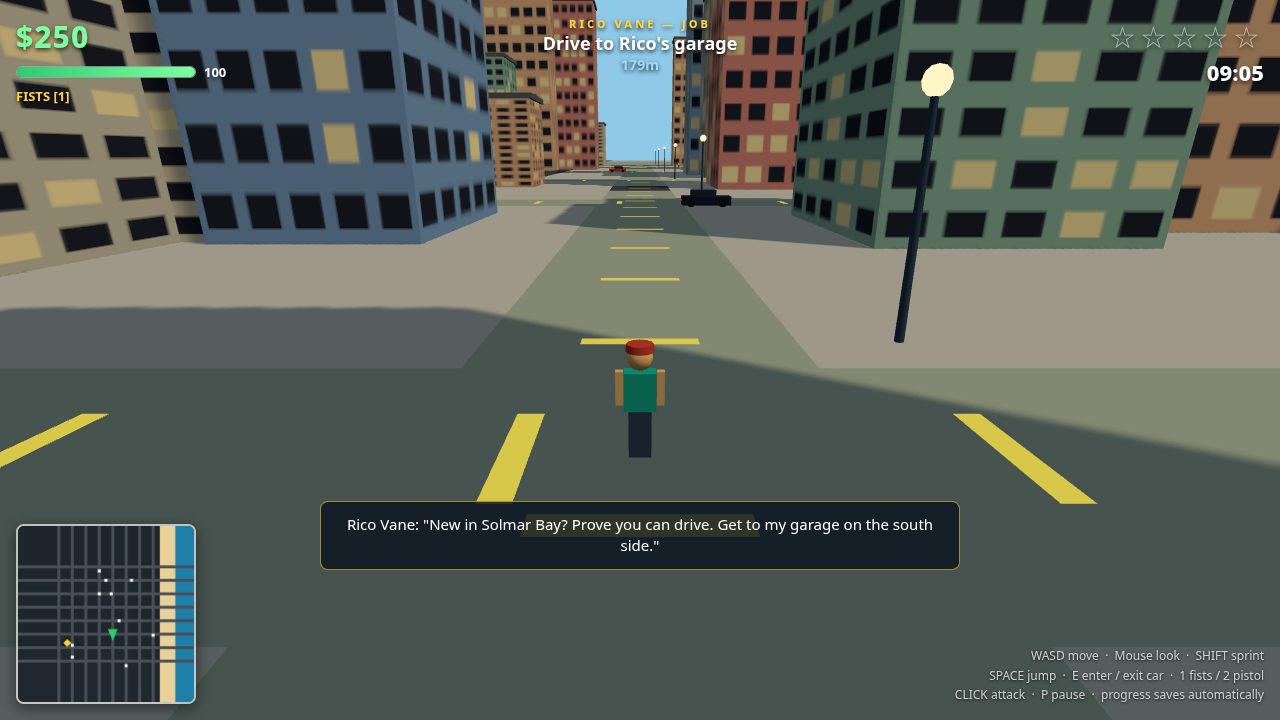 $250
100
FISTS [1]
RICO VANE — JOB
Drive to Rico's garage
179m
☆☆☆☆☆
09:05
Rico Vane: "New in Solmar Bay? Prove you can drive. Get to my garage on the south
side."
WASD move · Mouse look · SHIFT sprint
SPACE jump · E enter / exit car · 1 fists / 2 pistol
CLICK attack · P pause · progress saves automatically